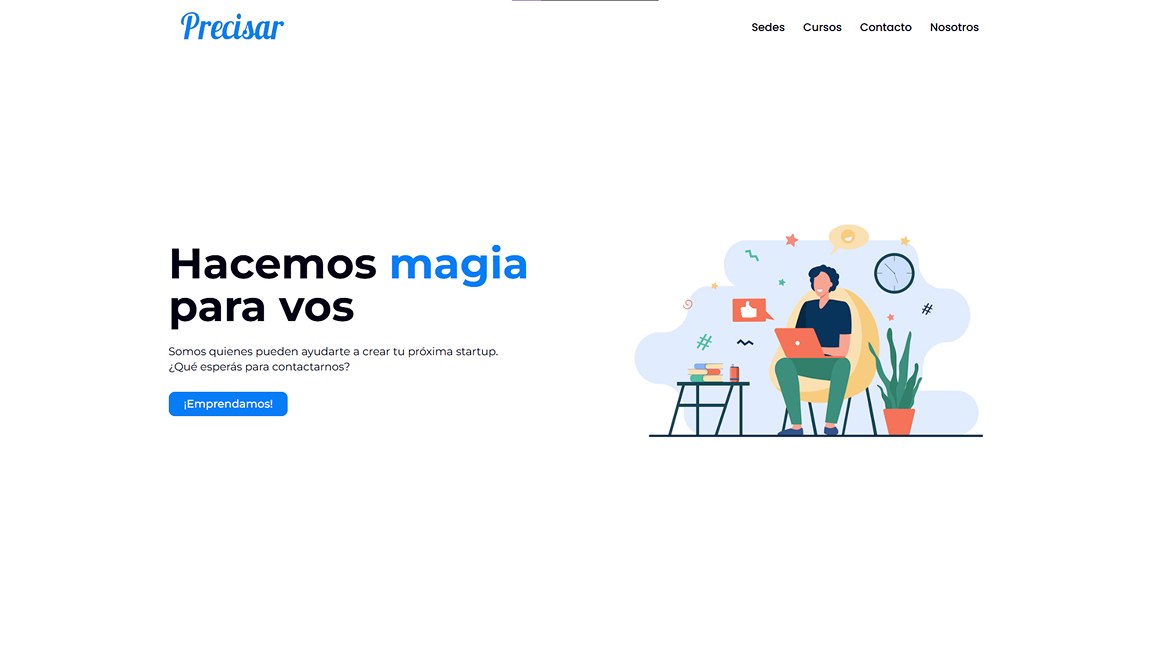 Precisar
Sedes Cursos Contacto Nosotros
Hacemos magia
para vos
Somos quienes pueden ayudarte a crear tu próxima startup.
¿Qué esperás para contactarnos?
¡Emprendamos!